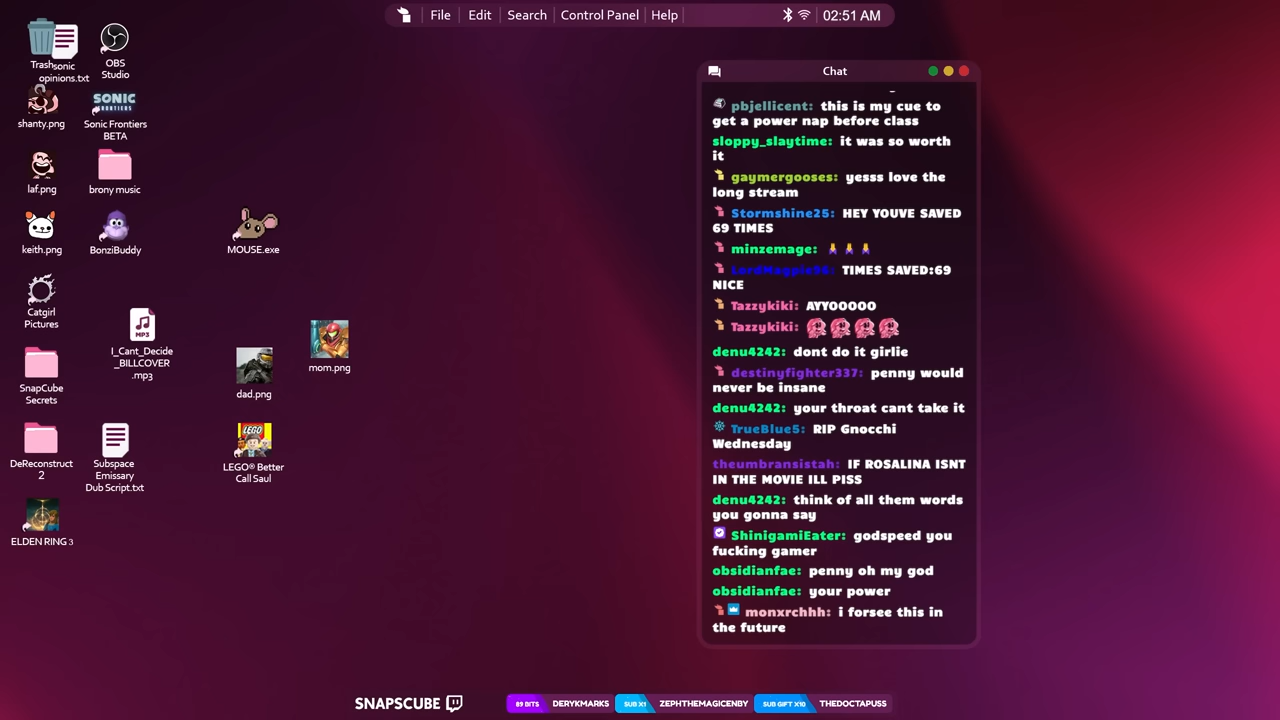 File Edit Search Control Panel Help 02:51 AM
Trash
sonic
opinions.txt
OBS
Studio
shanty.png
SONIC
FRONTIERS
Sonic Frontiers
BETA
laf.png
brony music
keith.png
BonziBuddy
MOUSE.exe
Catgirl
Pictures
MP3
I_Cant_Decide
_BILLCOVER
.mp3
mom.png
SnapCube
Secrets
dad.png
DeReconstruct
2
Subspace
Emissary
Dub Script.txt
LEGO
LEGO® Better
Call Saul
ELDEN RING 3
Chat
pbjellicent: this is my cue to
get a power nap before class
sloppy_slaytime: it was so worth
it
gaymergooses: yesss love the
long stream
Stormshine25: HEY YOUVE SAVED
69 TIMES
minzemage:
LordMagpie98: TIMES SAVED:69
NICE
Tazzykiki: AYYOOOOO
Tazzykiki:
denu4242: dont do it girlie
destinyfighter337: penny would
never be insane
denu4242: your throat cant take it
TrueBlue5: RIP Gnocchi
Wednesday
theumbransistah: IF ROSALINA ISNT
IN THE MOVIE ILL PISS
denu4242: think of all them words
you gonna say
ShinigamiEater: godspeed you
fucking gamer
obsidianfae: penny oh my god
obsidianfae: your power
monxrchhh: i forsee this in
the future
SNAPSCUBE
89 BITS DERYKMARKS SUB X1 ZEPHTHEMAGICENBY SUB GIFT X10 THEDOCTAPUSS